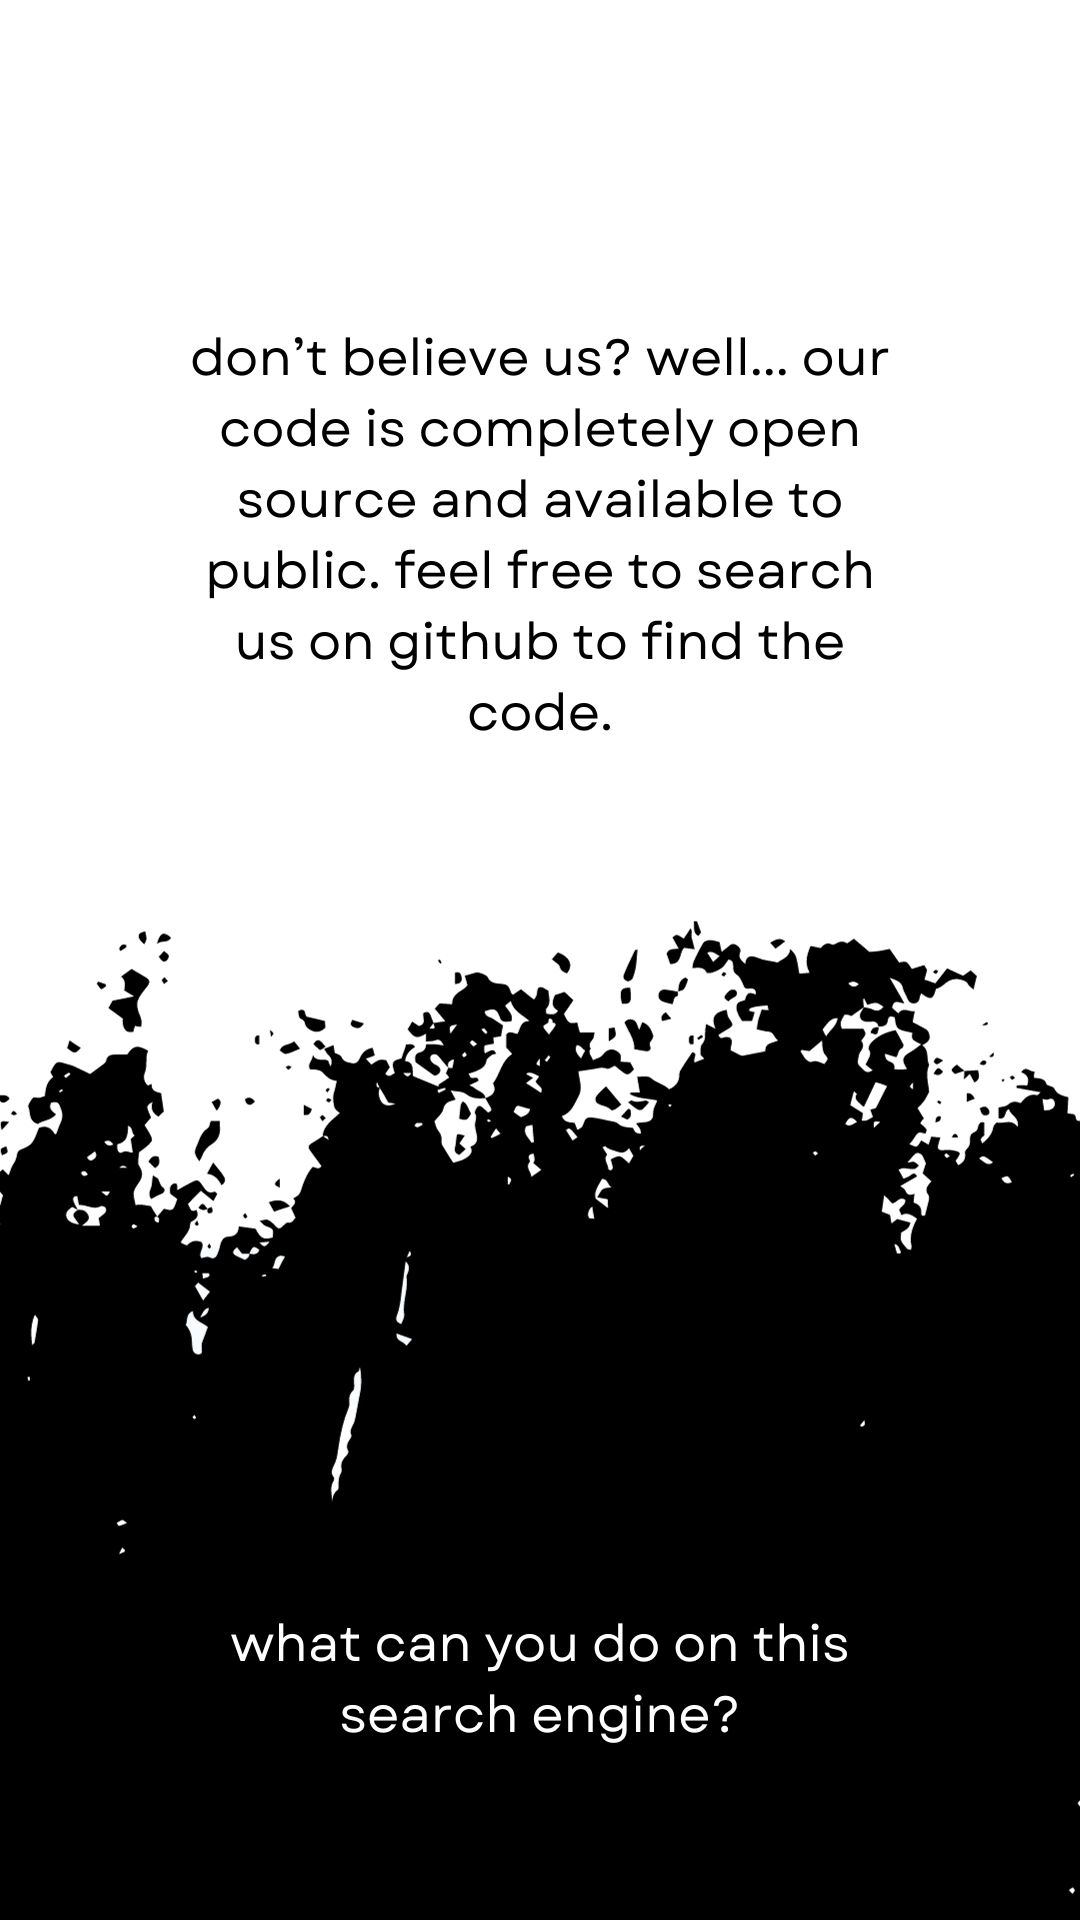 don’t believe us? well... our
code is completely open
source and available to
public. feel free to search
us on github to find the
code.
what can you do on this
search engine?